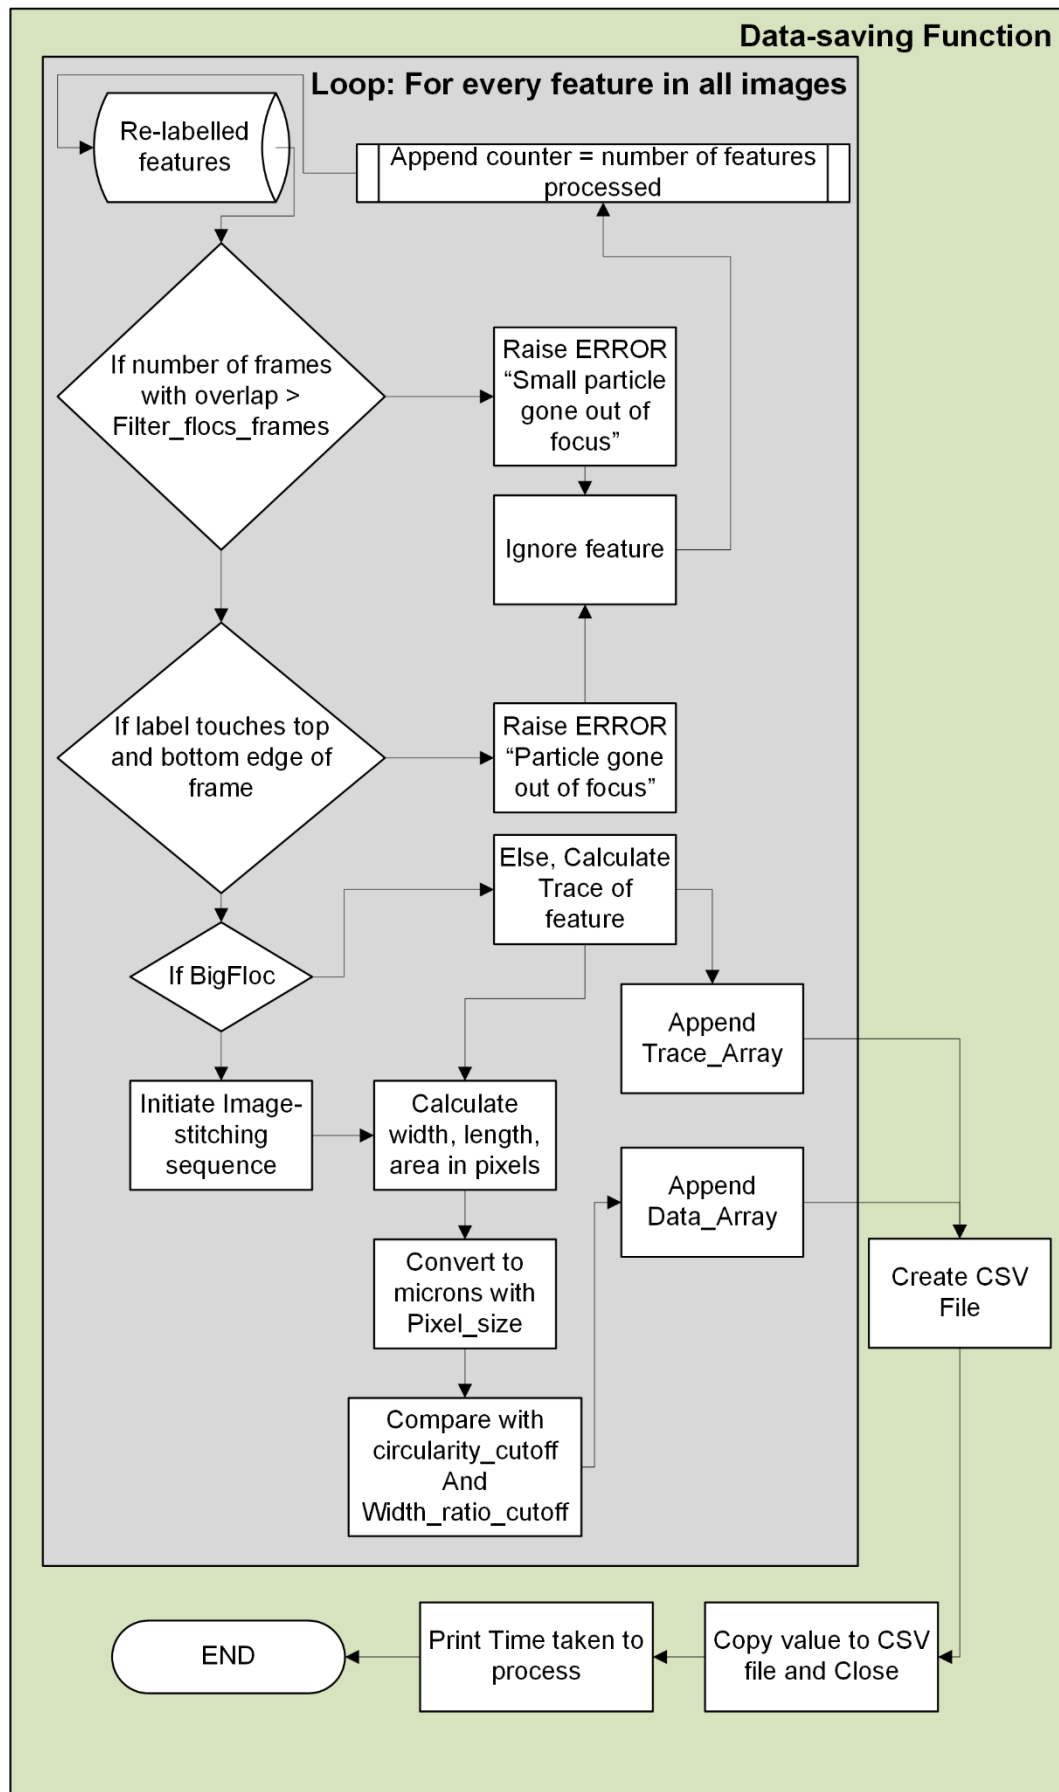 Data-saving Function
Loop: For every feature in all images
Re-labelled
features
Append counter = number of features
processed
If number of frames
with overlap >
Filter_flocs_frames
Raise ERROR
“Small particle
gone out of
focus”
Ignore feature
If label touches top
and bottom edge of
frame
Raise ERROR
“Particle gone
out of focus”
Else, Calculate
Trace of
feature
If BigFloc
Append
Trace_Array
Initiate Image-
stitching
sequence
Calculate
width, length,
area in pixels
Append
Data_Array
Convert to
microns with
Pixel_size
Create CSV
File
Compare with
circularity_cutoff
And
Width_ratio_cutoff
END
Print Time taken to
process
Copy value to CSV
file and Close